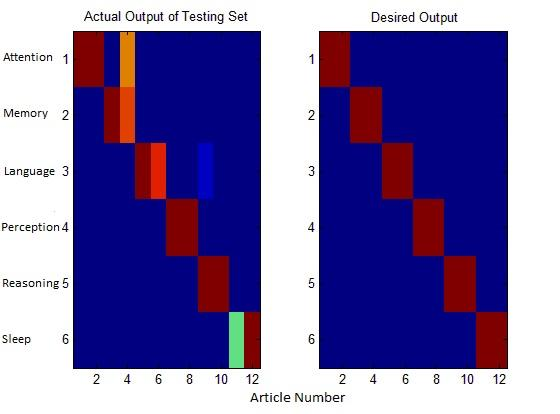 Actual Output of Testing Set
Desired Output
Attention 1
Memory 2
Language 3
Perception 4
Reasoning 5
Sleep 6
1
2
3
4
5
6
2 4 6 8 10 12
2 4 6 8 10 12
Article Number